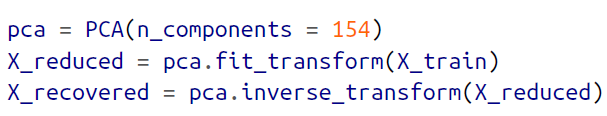 pca = PCA(n_components = 154)
X_reduced = pca.fit_transform(X_train)
X_recovered = pca.inverse_transform(X_reduced)